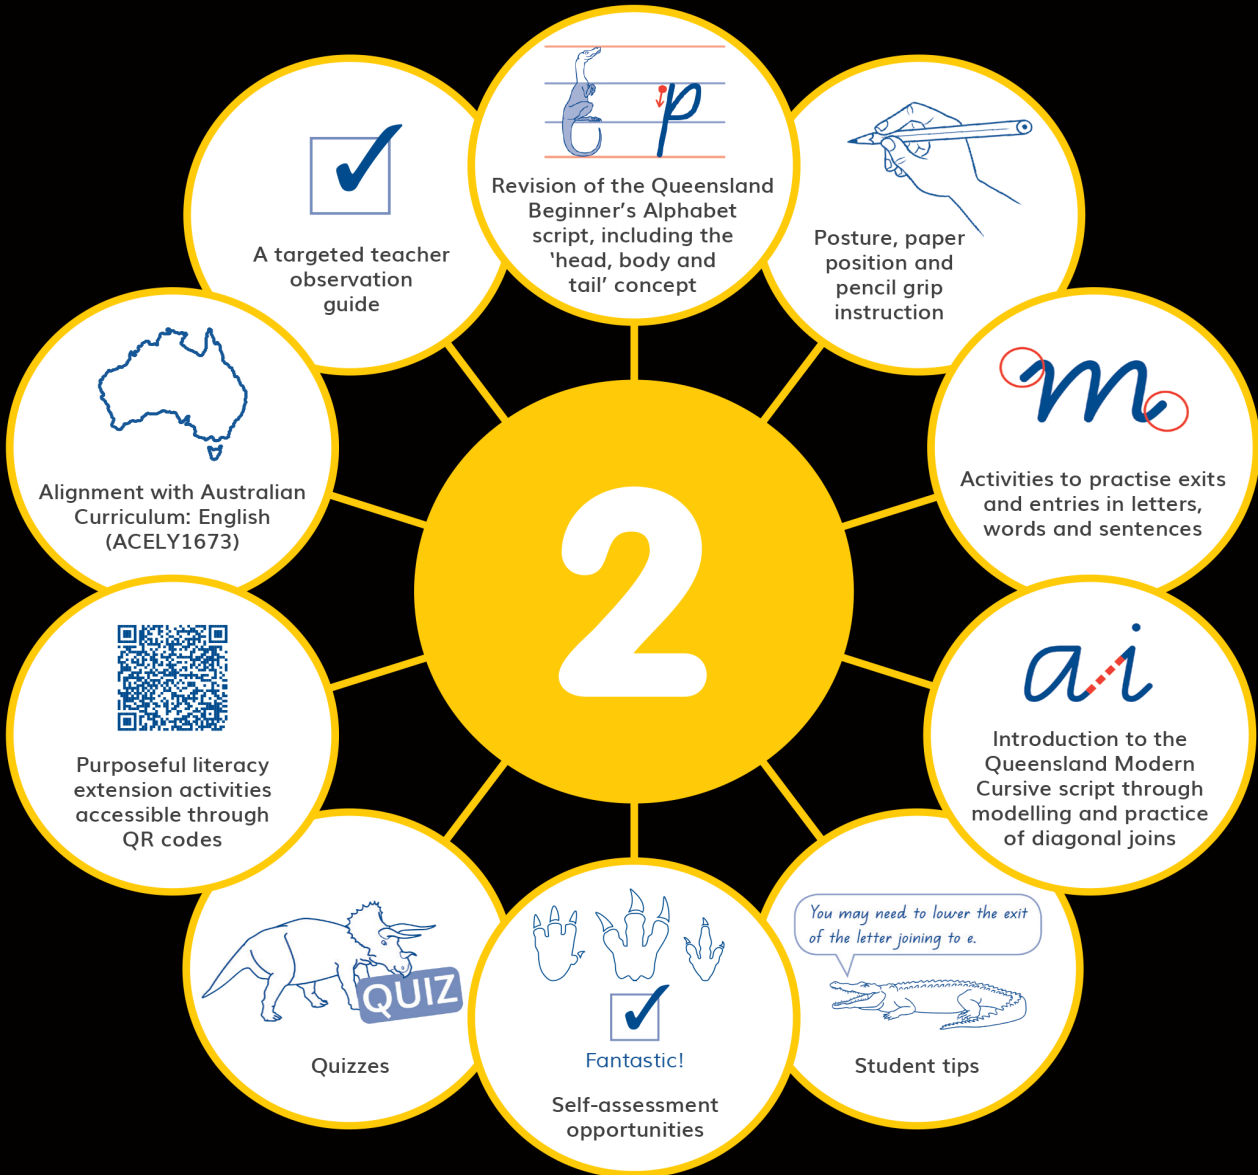 p
Revision of the Queensland
Beginner's Alphabet
script, including the
'head, body and
tail' concept
Posture, paper
position and
pencil grip
instruction
m
Activities to practise exits
and entries in letters,
words and sentences
ai
Introduction to the
Queensland Modern
Cursive script through
modelling and practice
of diagonal joins
You may need to lower the exit
of the letter joining to e.
Student tips
Fantastic!
Self-assessment
opportunities
QUIZ
Quizzes
Purposeful literacy
extension activities
accessible through
QR codes
Alignment with Australian
Curriculum: English
(ACELY1673)
A targeted teacher
observation
guide
2